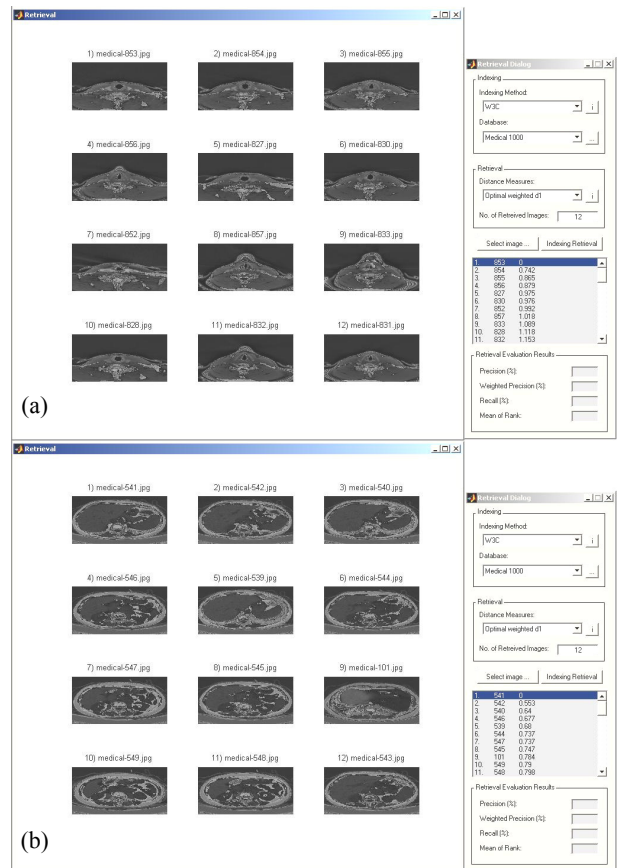 Retrieval
1) medical-853.jpg 2) medical-854.jpg 3) medical-855.jpg
4) medical-856.jpg 5) medical-827.jpg 6) medical-830.jpg
7) medical-852.jpg 8) medical-857.jpg 9) medical-833.jpg
10) medical-828.jpg 11) medical-832.jpg 12) medical-831.jpg
(a)
Retrieval Dialog
Indexing
Indexing Method:
W3C i
Database:
Medical 1000 ...
Retrieval
Distance Measures:
Optimal weighted d1 i
No. of Retreived Images: 12
Select image ... Indexing Retrieval
1. 853 0
2. 854 0.742
3. 855 0.865
4. 856 0.879
5. 827 0.975
6. 830 0.976
7. 852 0.992
8. 857 1.018
9. 833 1.089
10. 828 1.118
11. 832 1.153
Retrieval Evaluation Results
Precision (%):
Weighted Precision (%):
Recall (%):
Mean of Rank:
Retrieval
1) medical-541.jpg 2) medical-542.jpg 3) medical-540.jpg
4) medical-546.jpg 5) medical-539.jpg 6) medical-544.jpg
7) medical-547.jpg 8) medical-545.jpg 9) medical-101.jpg
10) medical-549.jpg 11) medical-548.jpg 12) medical-543.jpg
(b)
Retrieval Dialog
Indexing
Indexing Method:
W3C i
Database:
Medical 1000 ...
Retrieval
Distance Measures:
Optimal weighted d1 i
No. of Retreived Images: 12
Select image ... Indexing Retrieval
1. 541 0
2. 542 0.553
3. 540 0.64
4. 546 0.677
5. 539 0.68
6. 544 0.737
7. 547 0.737
8. 545 0.747
9. 101 0.784
10. 549 0.79
11. 548 0.798
Retrieval Evaluation Results
Precision (%):
Weighted Precision (%):
Recall (%):
Mean of Rank: